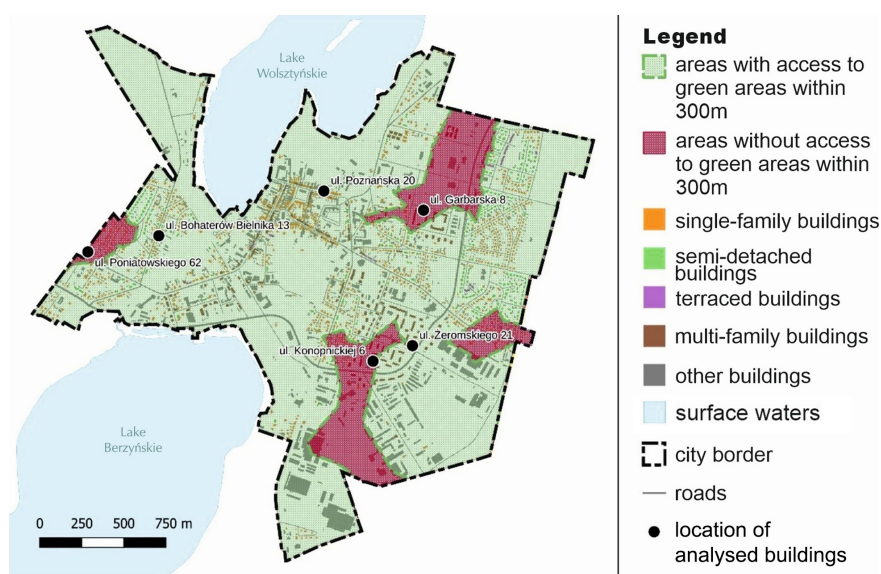 Lake
Wolsztyńskie
ul. Poznańska 20
ul. Garbarska 8
ul. Bohaterów Bielnika 13
ul. Poniatowskiego 62
ul. Żeromskiego 21
ul. Konopnickiej 6
Lake
Berzyńskie
0 250 500 750 m
Legend
areas with access to
green areas within
300m
areas without access
to green areas within
300m
single-family buildings
semi-detached
buildings
terraced buildings
multi-family buildings
other buildings
surface waters
city border
roads
location of
analysed buildings